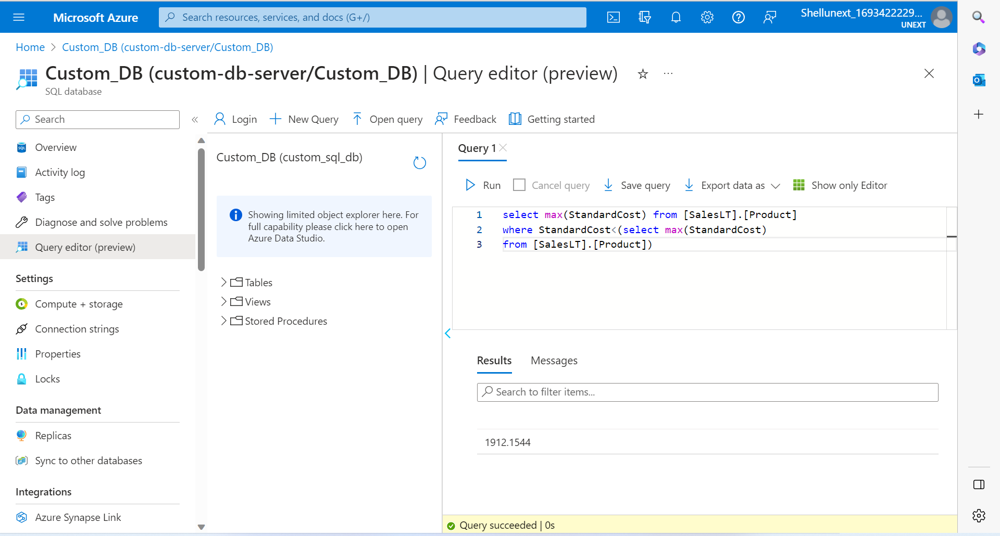 Microsoft Azure
Search resources, services, and docs (G+/)
Shellunext_1693422229...
UNEXT
Home > Custom_DB (custom-db-server/Custom_DB)
Custom_DB (custom-db-server/Custom_DB) | Query editor (preview)
SQL database
Search
Login
New Query
Open query
Feedback
Getting started
Overview
Activity log
Tags
Diagnose and solve problems
Query editor (preview)
Settings
Compute + storage
Connection strings
Properties
Locks
Data management
Replicas
Sync to other databases
Integrations
Azure Synapse Link
Custom_DB (custom_sql_db)
Showing limited object explorer here. For
full capability please click here to open
Azure Data Studio.
Tables
Views
Stored Procedures
Query 1
Run
Cancel query
Save query
Export data as
Show only Editor
1 select max(StandardCost) from [SalesLT].[Product]
2 where StandardCost<(select max(StandardCost)
3 from [SalesLT].[Product])
Results
Messages
Search to filter items...
1912.1544
Query succeeded | 0s